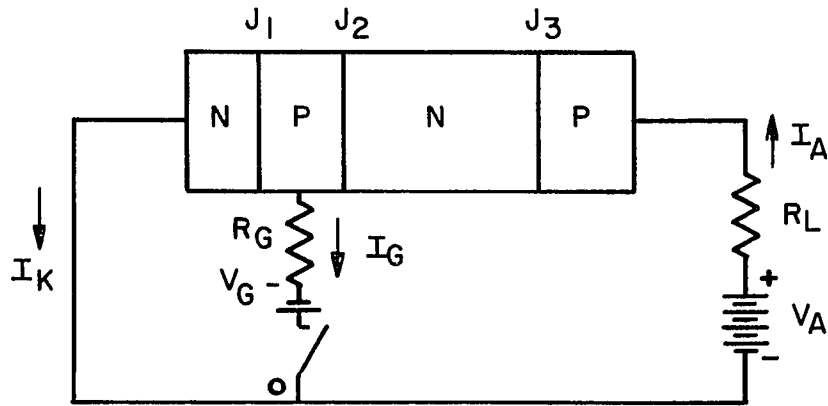 J1 J2 J3
N P N P
IA
RG
IG
RL
IK
VG -
+
VA
-
O